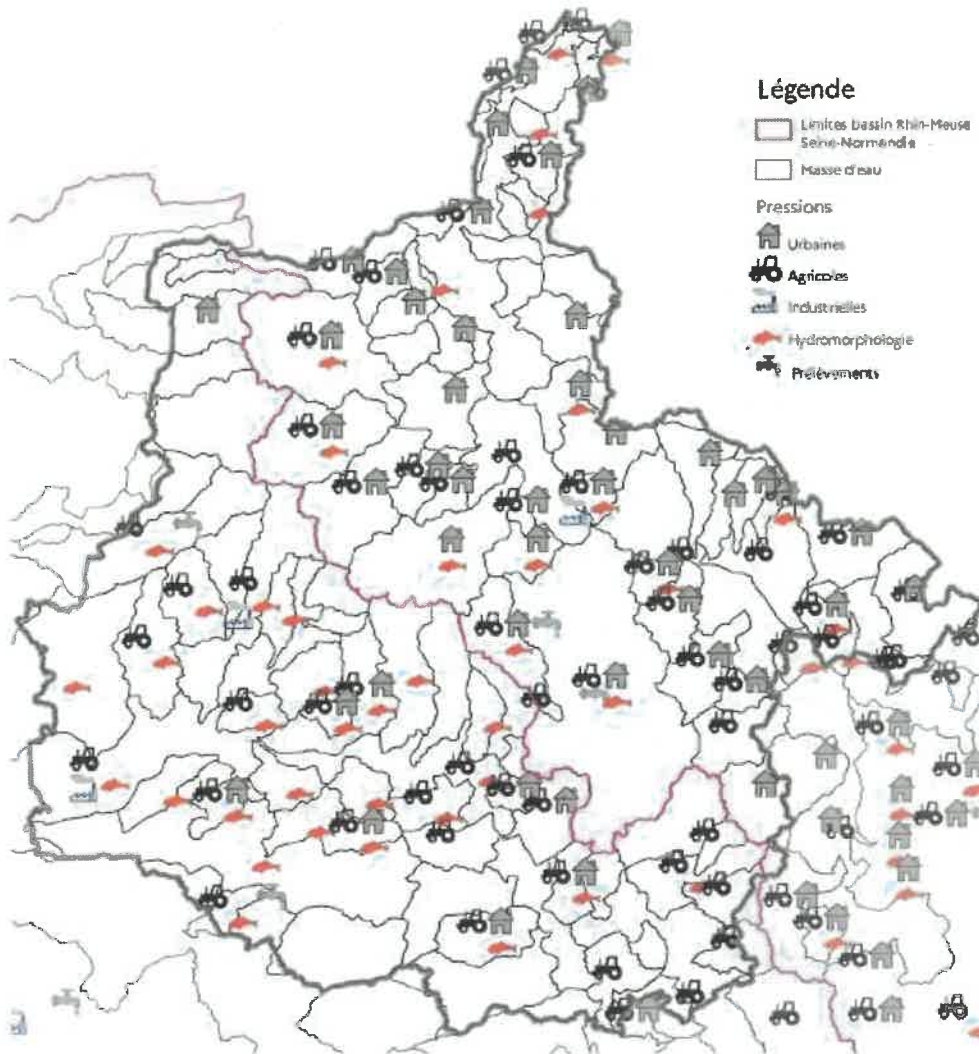 Légende
Limites bassin Rhin-Meuse
Seine-Normandie
Masse d'eau
Pressions
Urbaines
Agricoles
Industrielles
Hydromorphologie
Prélèvements